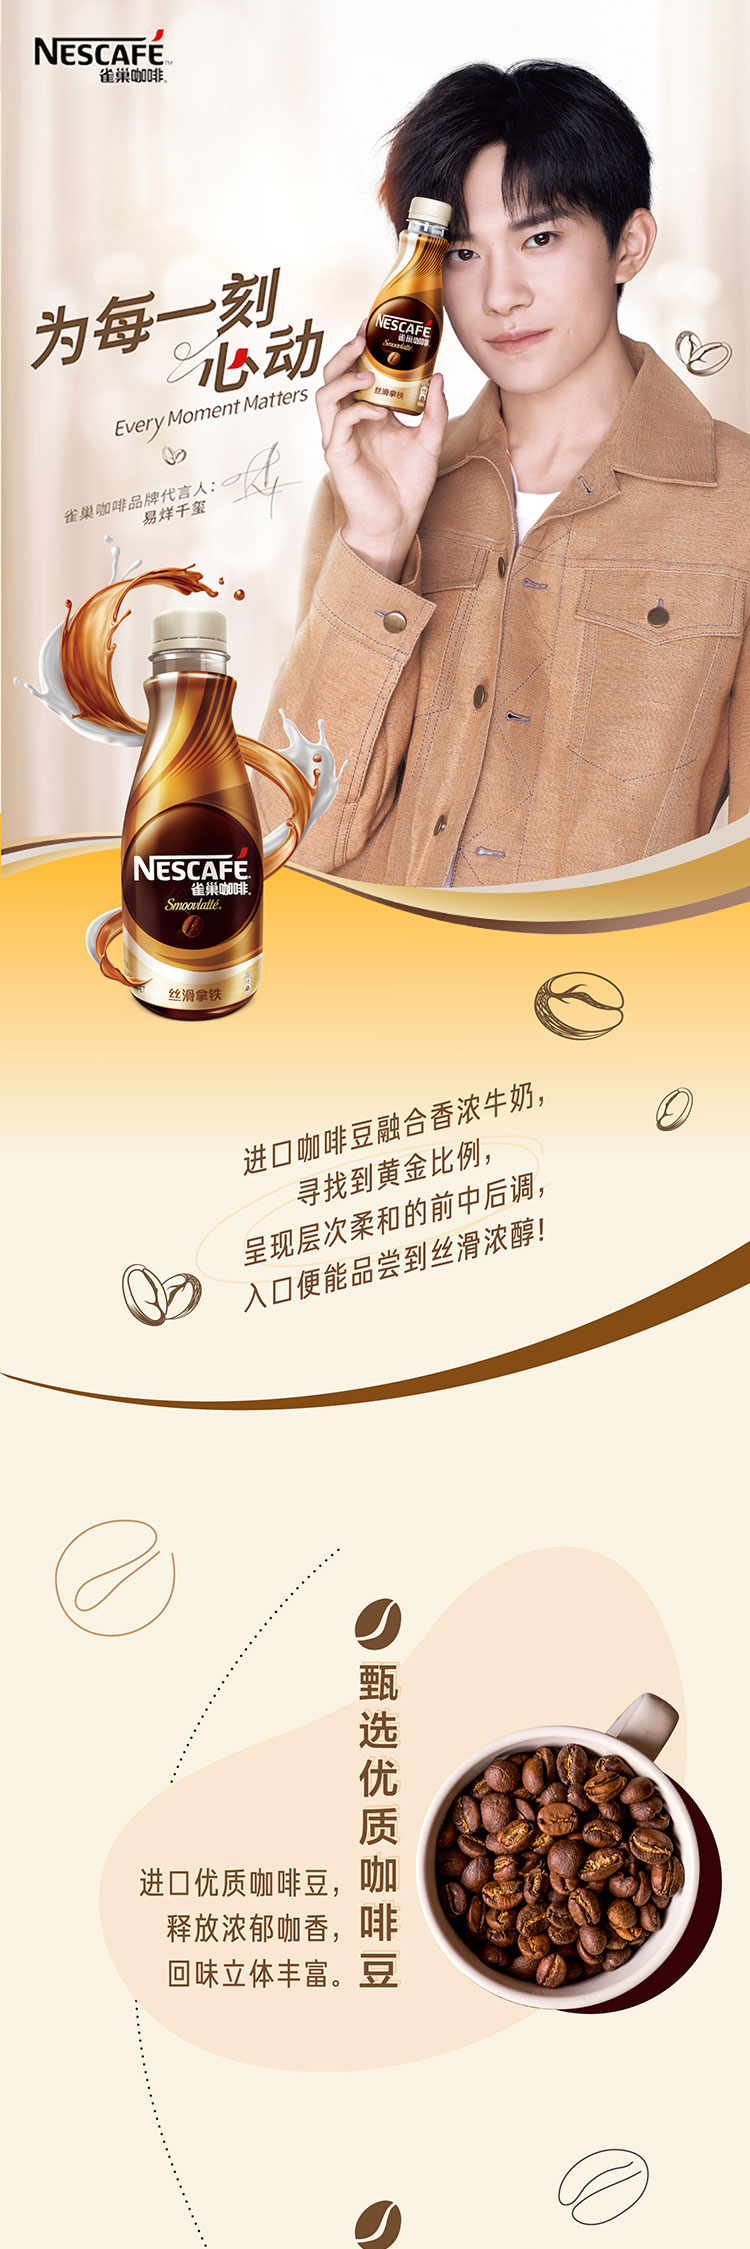 NESCAFÉ
雀巢咖啡
为每一刻
心动
Every Moment Matters
雀巢咖啡品牌代言人：
易烊千玺
NESCAFÉ
雀巢咖啡
Smoovlatté
丝滑拿铁
NESCAFÉ
雀巢咖啡
Smoovlatté
丝滑拿铁
进口咖啡豆融合香浓牛奶，
寻找到黄金比例，
呈现层次柔和的前中后调，
入口便能品尝到丝滑浓醇！
甄选优质咖啡豆
进口优质咖啡豆，
释放浓郁咖香，
回味立体丰富。